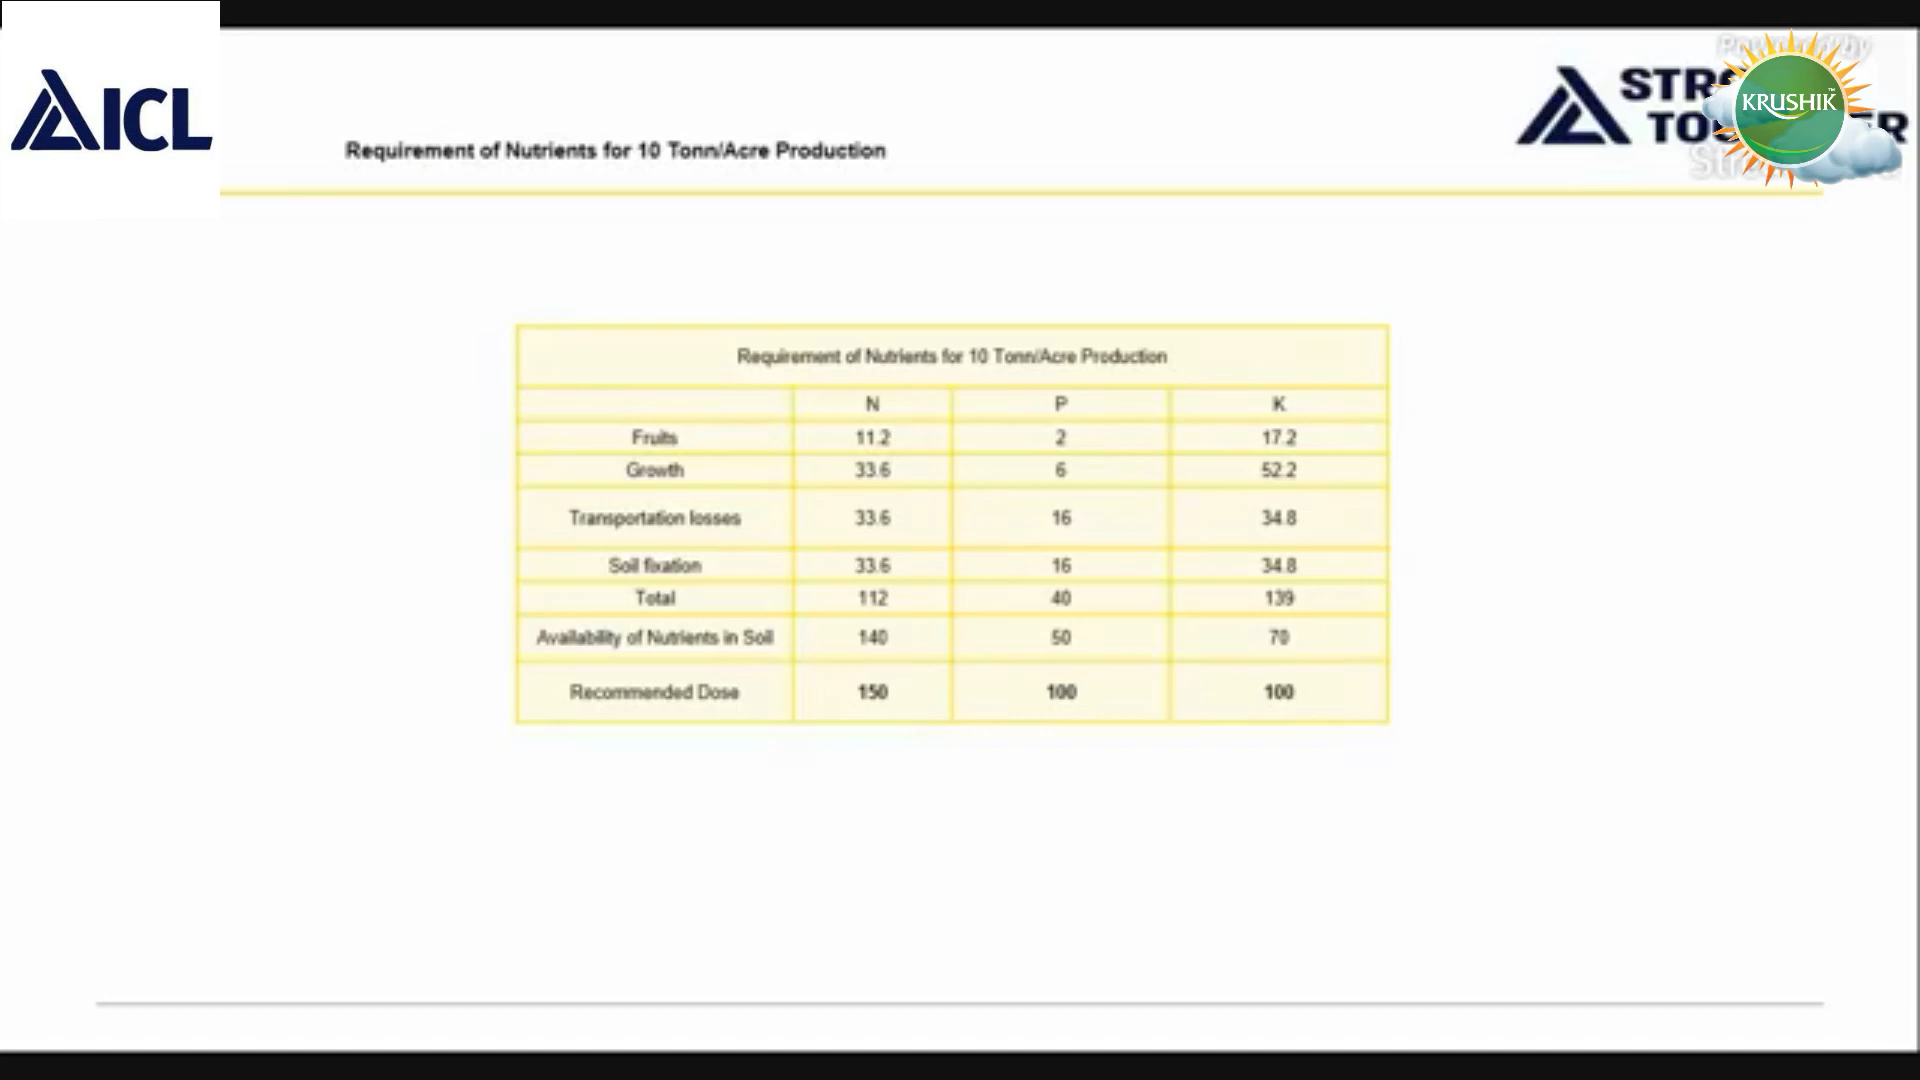 ICL
Powered by
KRUSHIK™
Requirement of Nutrients for 10 Tonn/Acre Production
Requirement of Nutrients for 10 Tonn/Acre Production
N P K
Fruits 11.2 2 17.2
Growth 33.6 6 52.2
Transportation losses 33.6 16 34.8
Soil fixation 33.6 16 34.8
Total 112 40 139
Availability of Nutrients in Soil 140 50 70
Recommended Dose 150 100 100